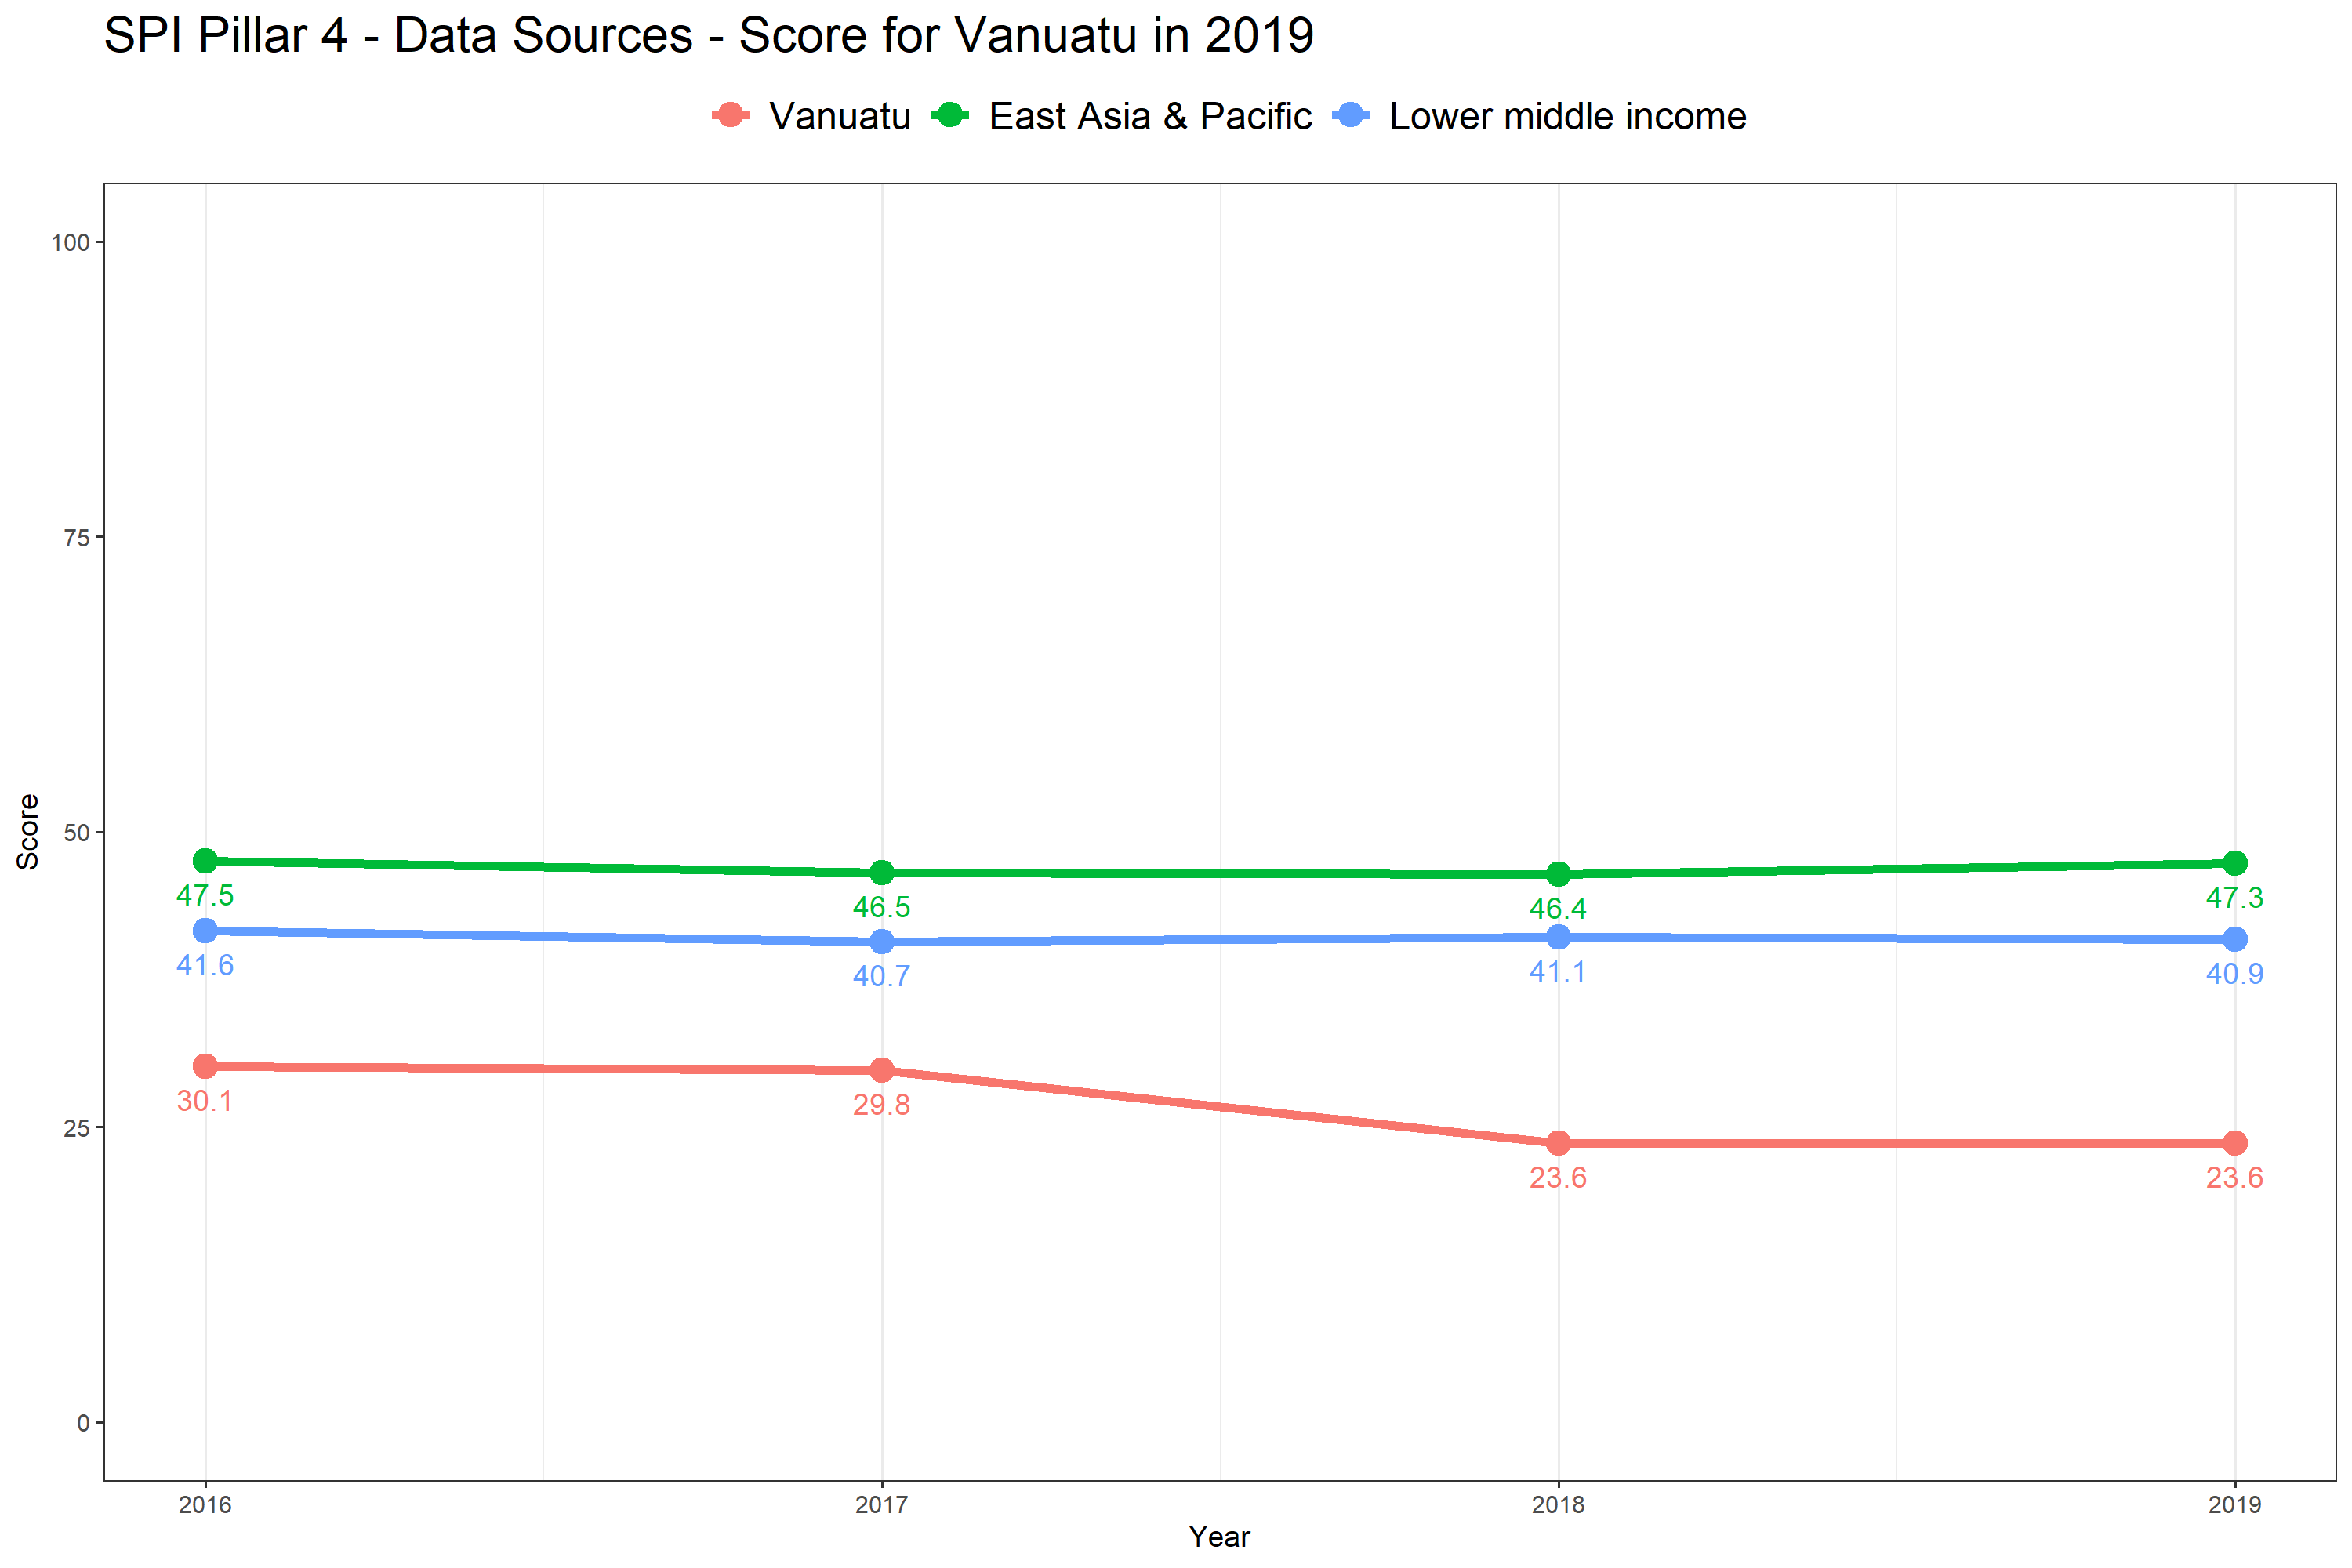 SPI Pillar 4 - Data Sources - Score for Vanuatu in 2019
Vanuatu East Asia & Pacific Lower middle income
100
75
50
25
0
Score
47.5 46.5 46.4 47.3
41.6 40.7 41.1 40.9
30.1 29.8 23.6 23.6
2016 2017 2018 2019
Year